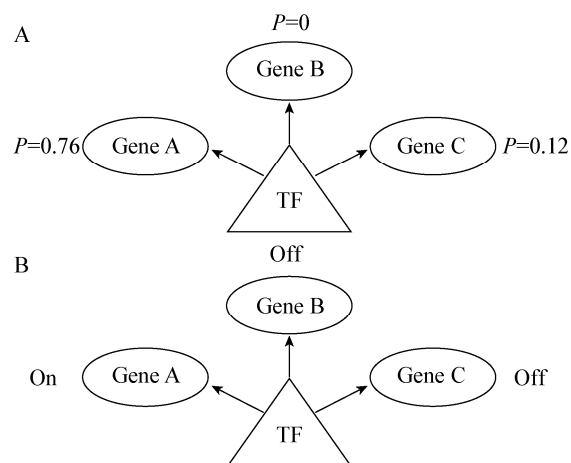 A
P=0
Gene B
P=0.76
Gene A
Gene C
P=0.12
TF
B
Off
Gene B
On
Gene A
Gene C
Off
TF